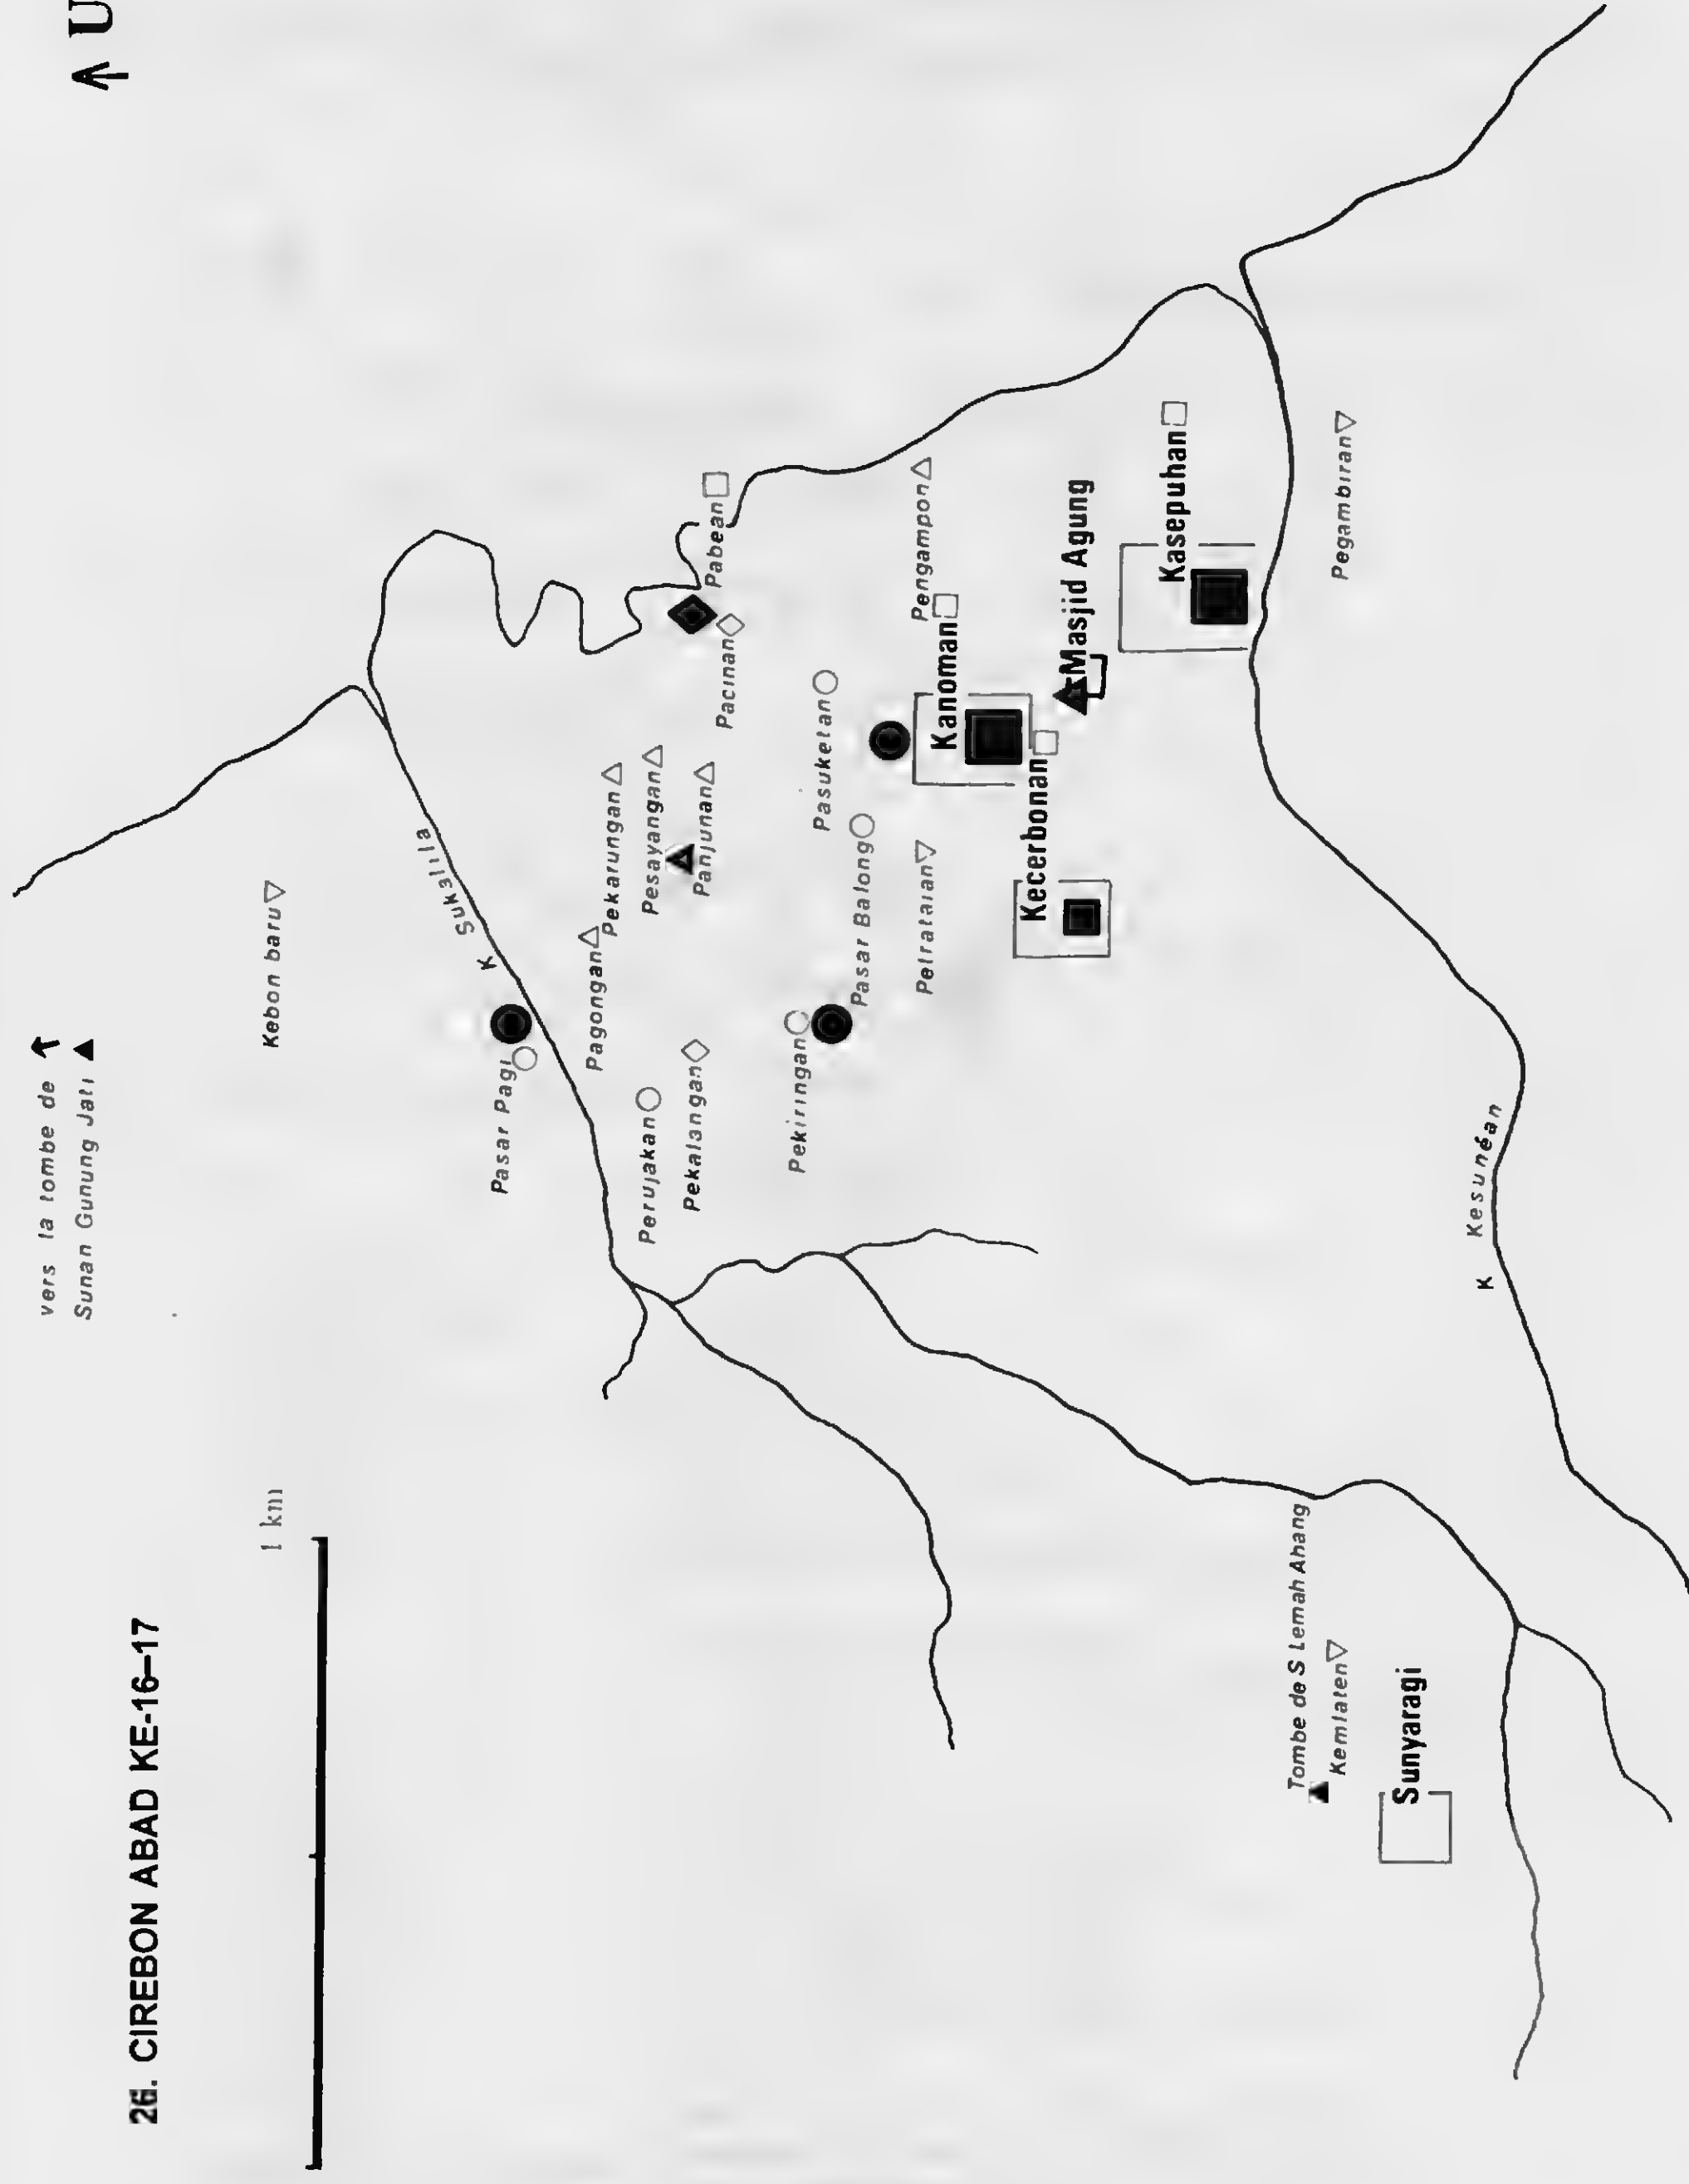 26. CIREBON ABAD KE-16–17
1 km
vers la tombe de
Sunan Gunung Jati
U
Kebon baru
K Sukalila
Pasar Pagi
Pagongan
Pekarungan
Pesayangan
Panjunan
Perujakan
Pekalangan
Pabean
Pacinan
Pekiringan
Pasuketan
Pasar Balong
Pengampon
Kanoman
Kecerbonan
Masjid Agung
Kasepuhan
Pegambiran
K Kesunéan
Tombe de S Lemah Abang
Kemlaten
Sunyaragi